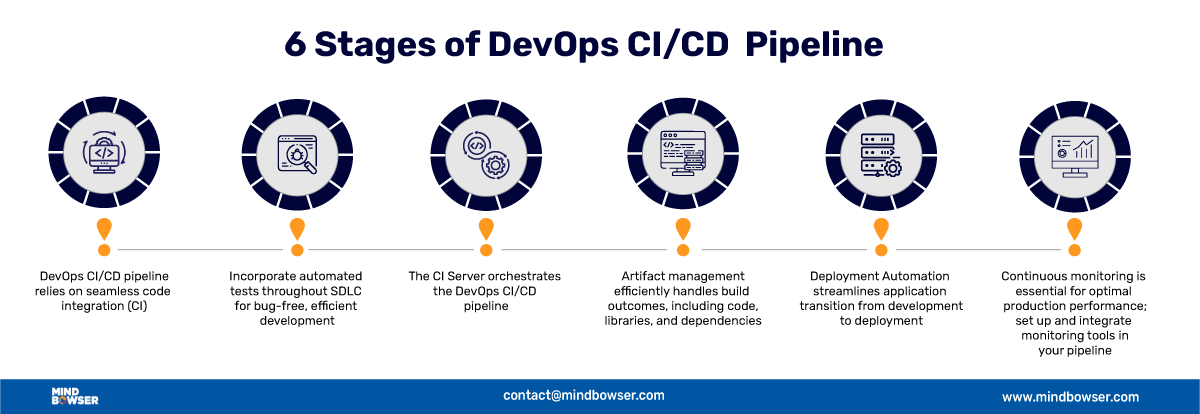 6 Stages of DevOps CI/CD Pipeline
DevOps CI/CD pipeline
relies on seamless code
integration (CI)
Incorporate automated
tests throughout SDLC
for bug-free, efficient
development
The CI Server orchestrates
the DevOps CI/CD
pipeline
Artifact management
efficiently handles build
outcomes, including code,
libraries, and dependencies
Deployment Automation
streamlines application
transition from development
to deployment
Continuous monitoring is
essential for optimal
production performance;
set up and integrate
monitoring tools in
your pipeline
MIND
BOWSER
contact@mindbowser.com
www.mindbowser.com